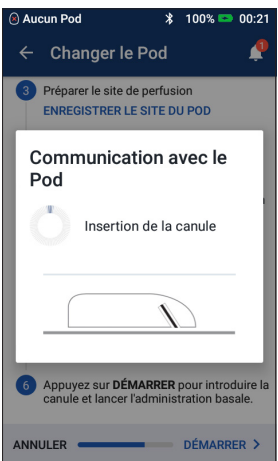 Aucun Pod 100% 00:21
Changer le Pod
3 Préparer le site de perfusion
ENREGISTRER LE SITE DU POD
Communication avec le
Pod
Insertion de la canule
6 Appuyez sur DÉMARRER pour introduire la
canule et lancer l'administration basale.
ANNULER DÉMARRER